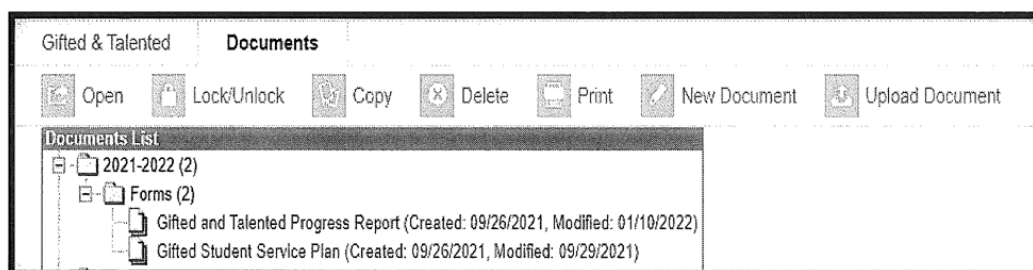 Gifted & Talented Documents
Open Lock/Unlock Copy Delete Print New Document Upload Document
Documents List
2021-2022 (2)
Forms (2)
Gifted and Talented Progress Report (Created: 09/26/2021, Modified: 01/10/2022)
Gifted Student Service Plan (Created: 09/26/2021, Modified: 09/29/2021)